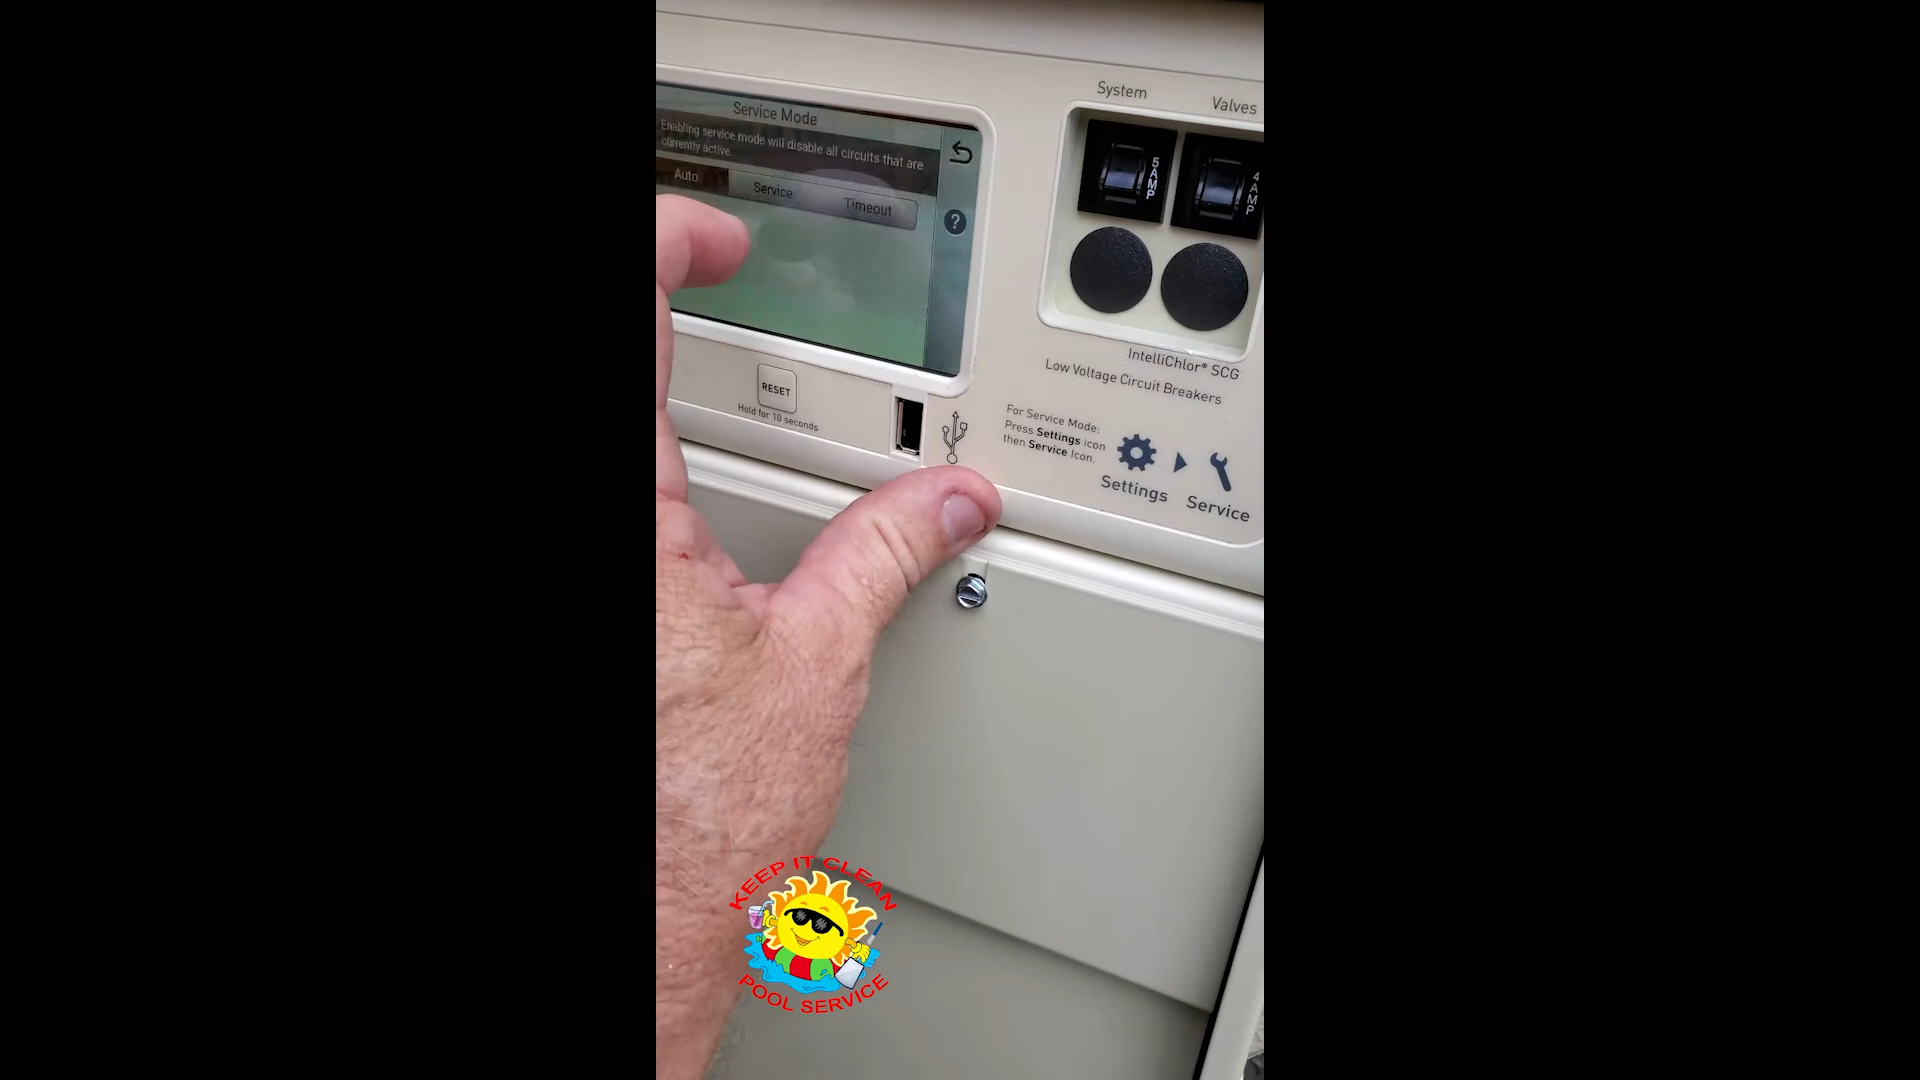 System
Valves
Service Mode
Enabling service mode will disable all circuits that are
currently active.
Auto
Service
Timeout
5
AMP
4
AMP
RESET
Hold for 10 seconds
IntelliChlor® SCG
Low Voltage Circuit Breakers
For Service Mode:
Press Settings icon
then Service Icon.
Settings
Service
KEEP IT CLEAN
POOL SERVICE